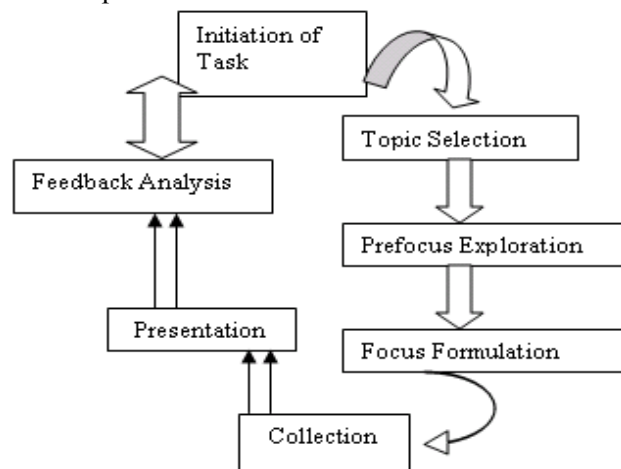 Initiation of
Task
Topic Selection
Feedback Analysis
Prefocus Exploration
Presentation
Focus Formulation
Collection